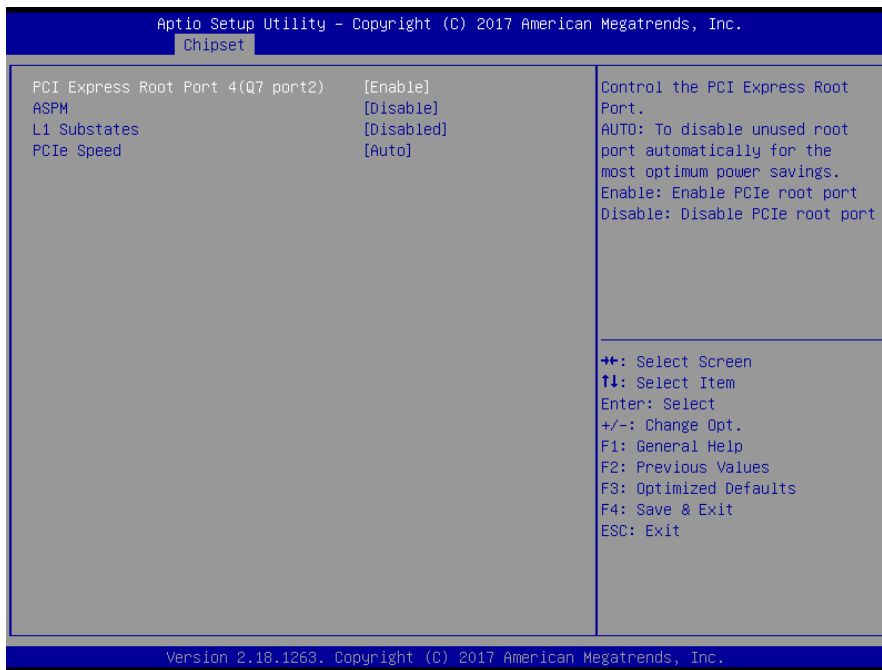 Aptio Setup Utility – Copyright (C) 2017 American Megatrends, Inc.
Chipset
PCI Express Root Port 4(Q7 port2) [Enable]
ASPM [Disable]
L1 Substates [Disabled]
PCIe Speed [Auto]
Control the PCI Express Root
Port.
AUTO: To disable unused root
port automatically for the
most optimum power savings.
Enable: Enable PCIe root port
Disable: Disable PCIe root port
→←: Select Screen
↑↓: Select Item
Enter: Select
+/-: Change Opt.
F1: General Help
F2: Previous Values
F3: Optimized Defaults
F4: Save & Exit
ESC: Exit
Version 2.18.1263. Copyright (C) 2017 American Megatrends, Inc.